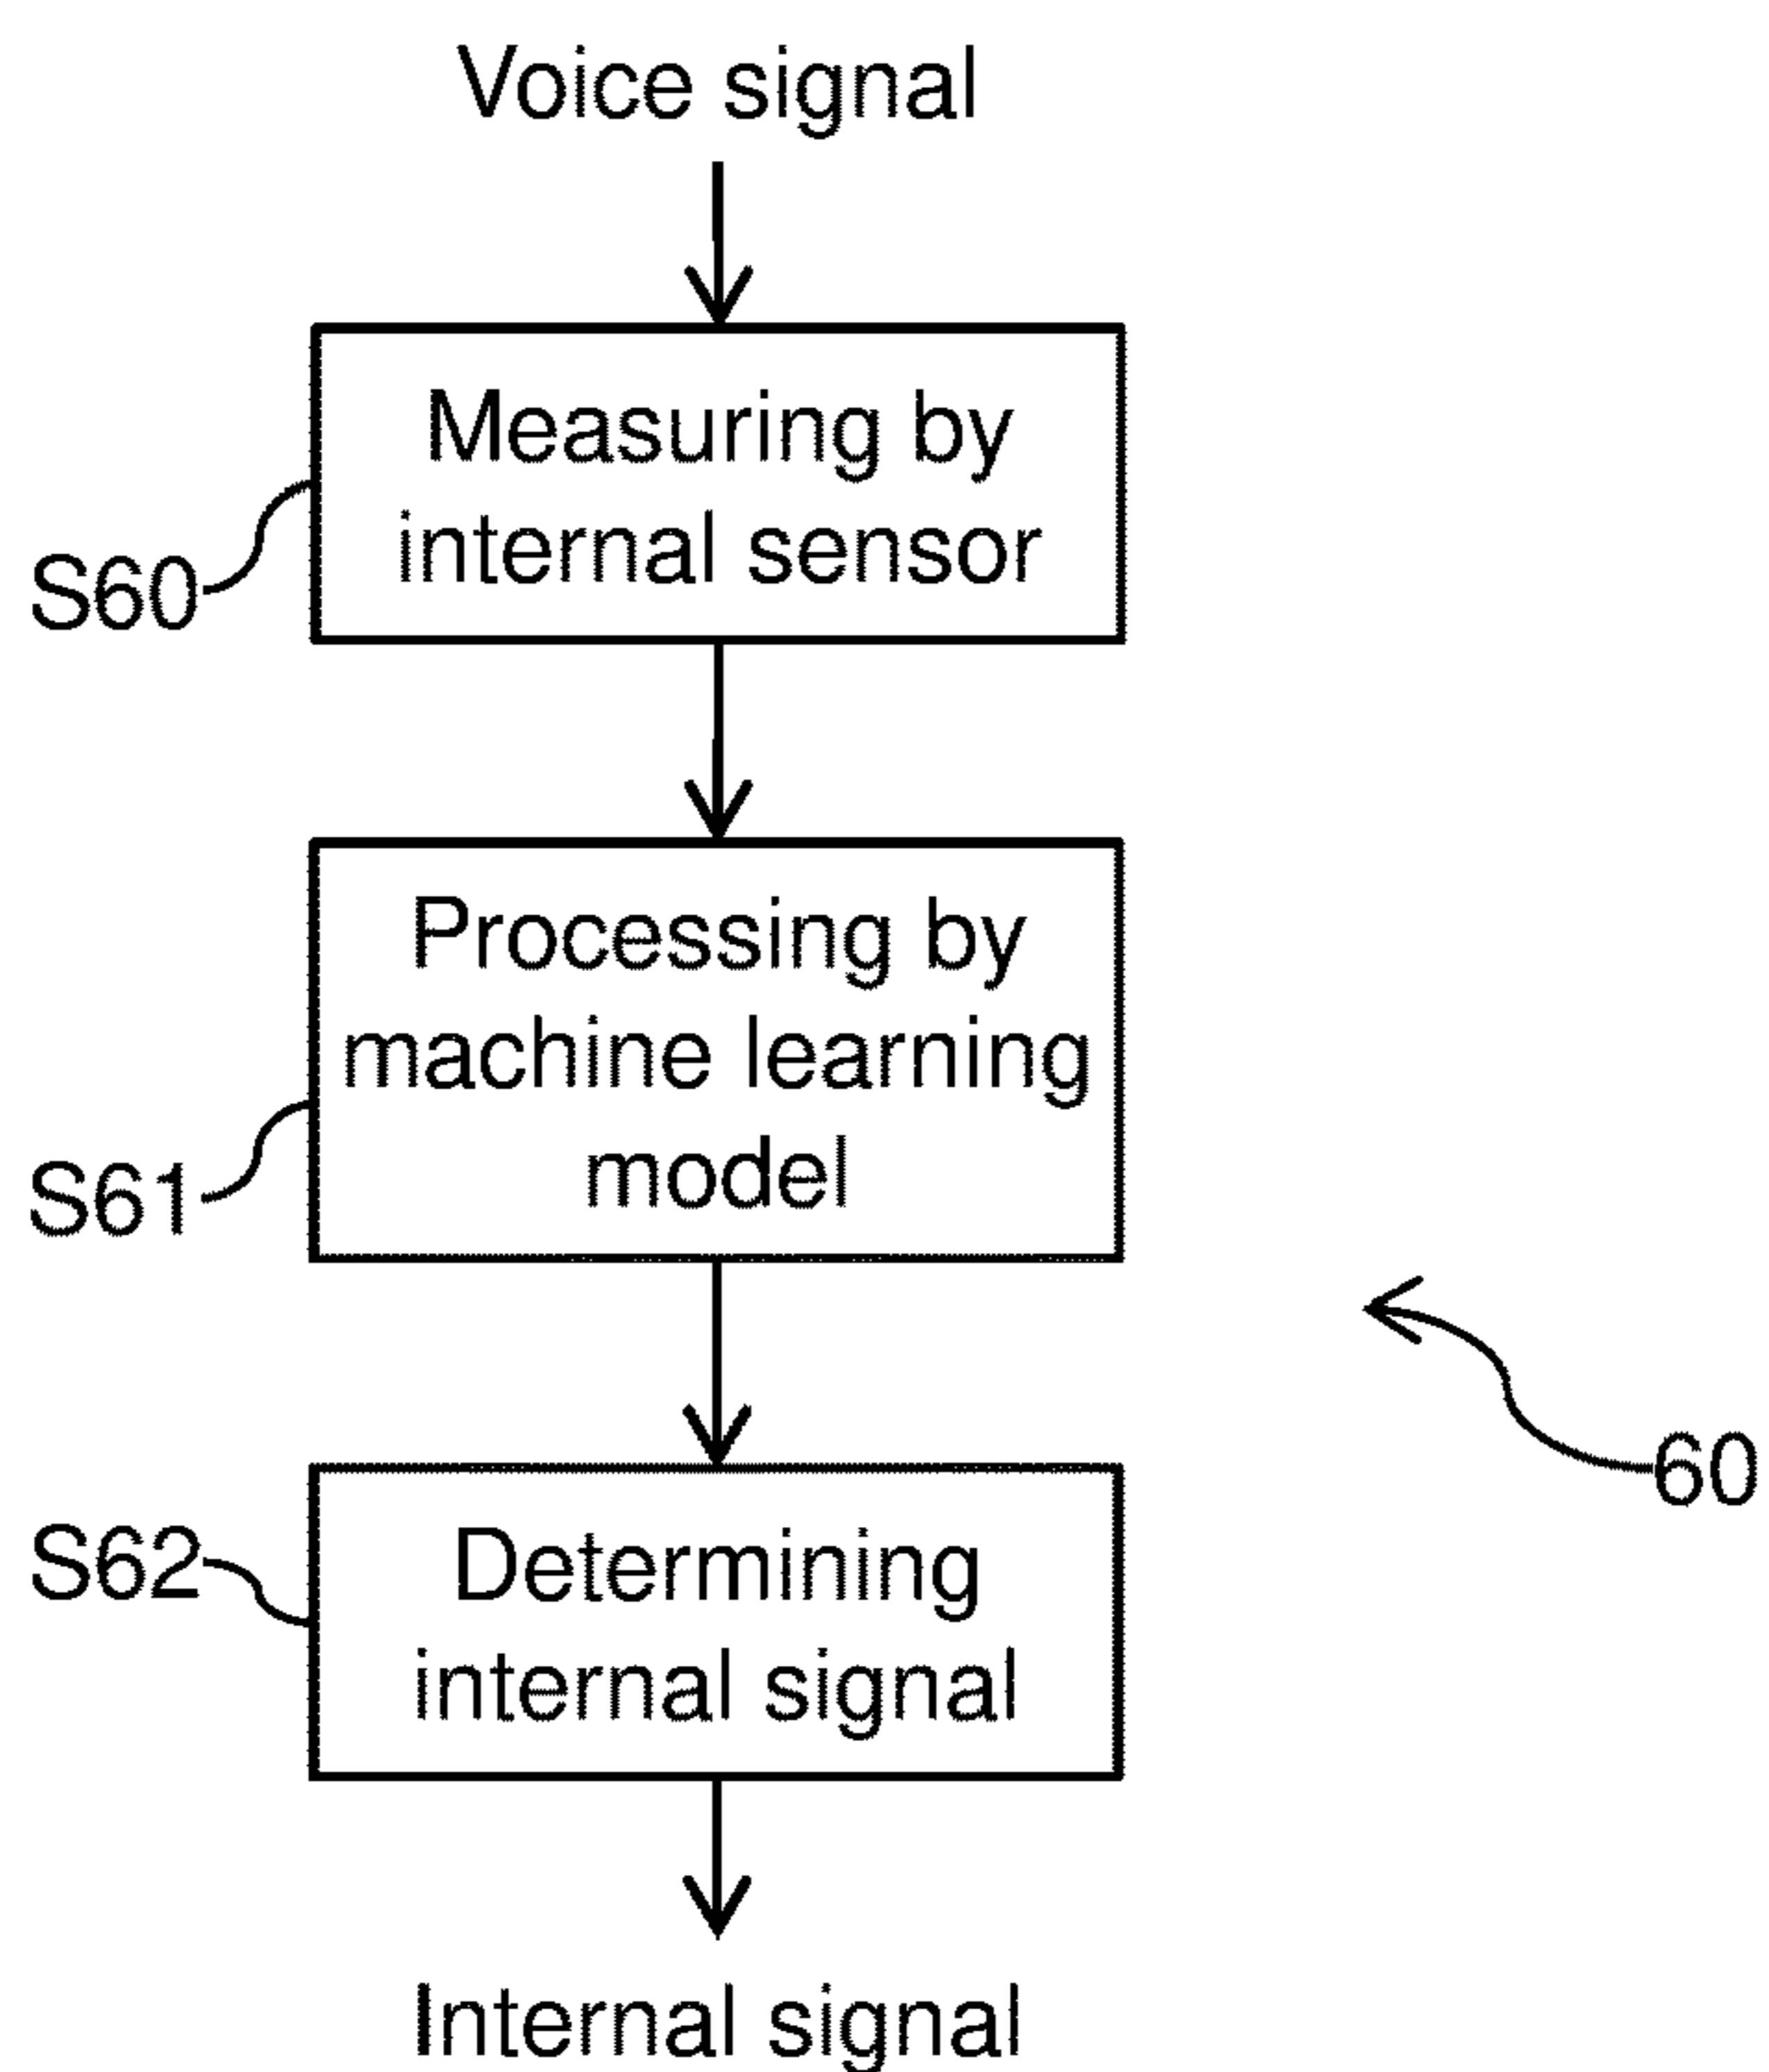 Voice signal
Measuring by
internal sensor
S60
Processing by
machine learning
model
S61
60
S62
Determining
internal signal
Internal signal